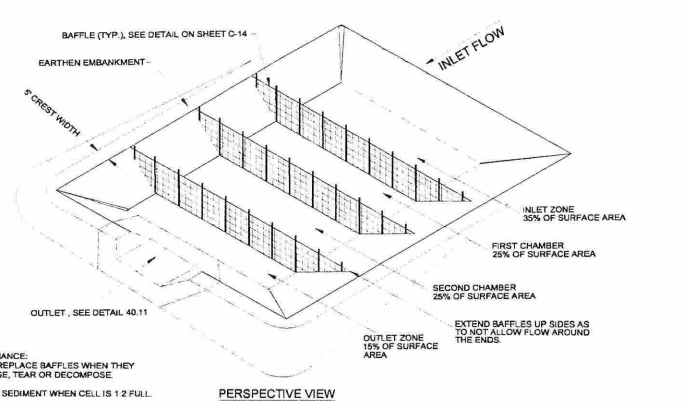 BAFFLE (TYP.), SEE DETAIL ON SHEET C-14
EARTHEN EMBANKMENT
5' CREST WIDTH
INLET FLOW
INLET ZONE
35% OF SURFACE AREA
FIRST CHAMBER
25% OF SURFACE AREA
SECOND CHAMBER
25% OF SURFACE AREA
EXTEND BAFFLES UP SIDES AS
TO NOT ALLOW FLOW AROUND
THE ENDS.
OUTLET ZONE
15% OF SURFACE
AREA
OUTLET , SEE DETAIL 40.11
ANCE:
REPLACE BAFFLES WHEN THEY
SE, TEAR OR DECOMPOSE.
SEDIMENT WHEN CELL IS 1 2 FULL.
PERSPECTIVE VIEW